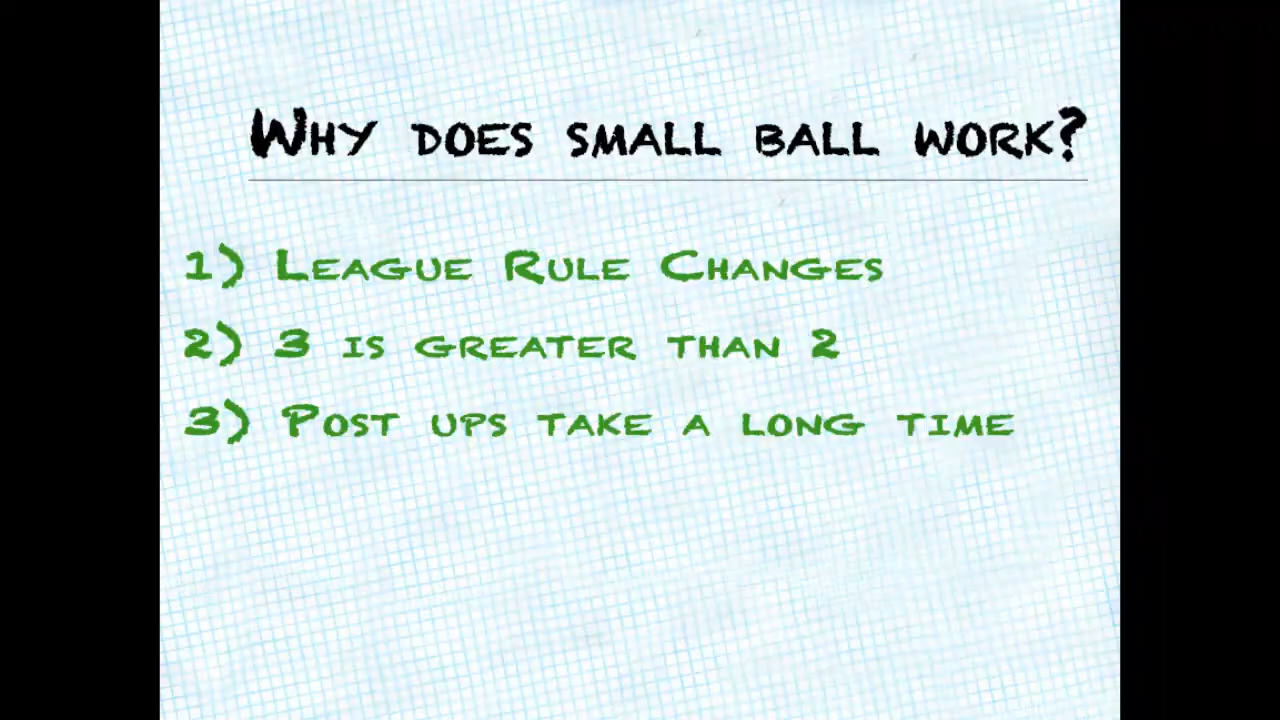 Why does small ball work?
1) League Rule Changes
2) 3 is greater than 2
3) Post ups take a long time